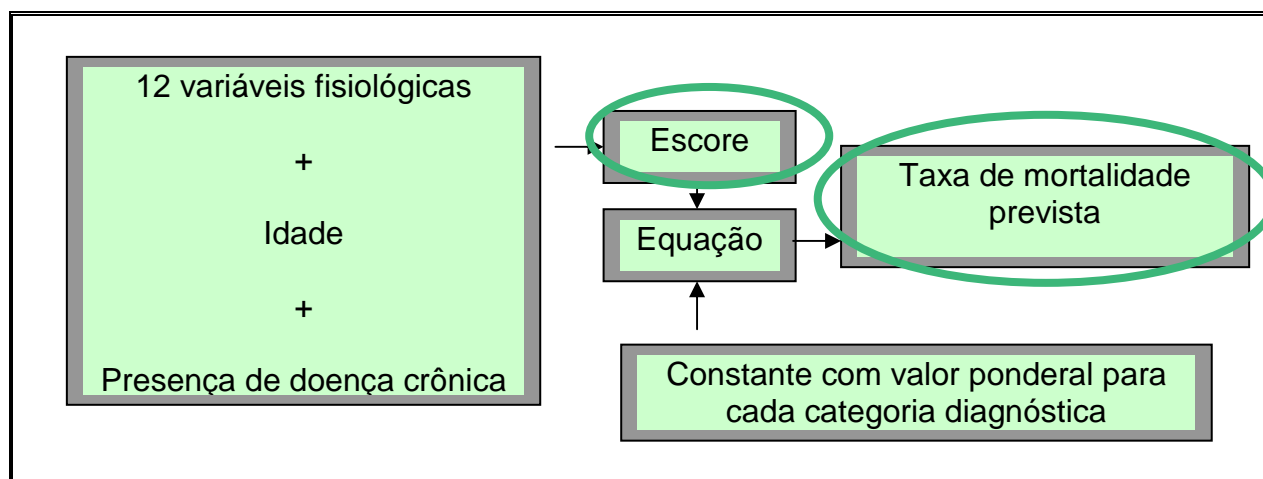 12 variáveis fisiológicas
+
Idade
+
Presença de doença crônica
Escore
Equação
Taxa de mortalidade
prevista
Constante com valor ponderal para
cada categoria diagnóstica